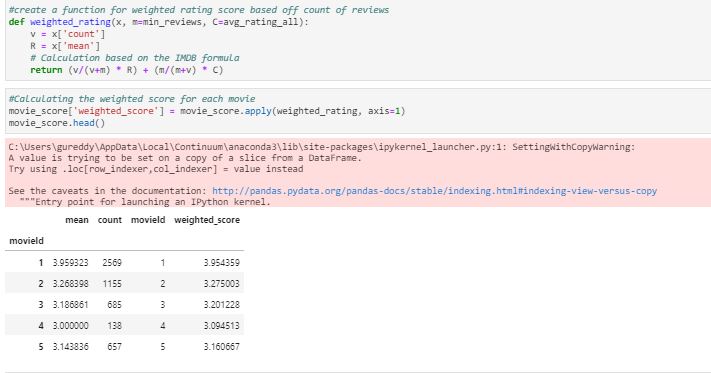 #create a function for weighted rating score based off count of reviews
def weighted_rating(x, m=min_reviews, C=avg_rating_all):
    v = x['count']
    R = x['mean']
    # Calculation based on the IMDB formula
    return (v/(v+m) * R) + (m/(m+v) * C)
#Calculating the weighted score for each movie
movie_score['weighted_score'] = movie_score.apply(weighted_rating, axis=1)
movie_score.head()
C:\Users\gureddy\AppData\Local\Continuum\anaconda3\lib\site-packages\ipykernel_launcher.py:1: SettingWithCopyWarning:
A value is trying to be set on a copy of a slice from a DataFrame.
Try using .loc[row_indexer,col_indexer] = value instead
See the caveats in the documentation: http://pandas.pydata.org/pandas-docs/stable/indexing.html#indexing-view-versus-copy
  """Entry point for launching an IPython kernel.
mean count movieId weighted_score
movieId
1 3.959323 2569 1 3.954359
2 3.268398 1155 2 3.275003
3 3.186861 685 3 3.201228
4 3.000000 138 4 3.094513
5 3.143836 657 5 3.160667